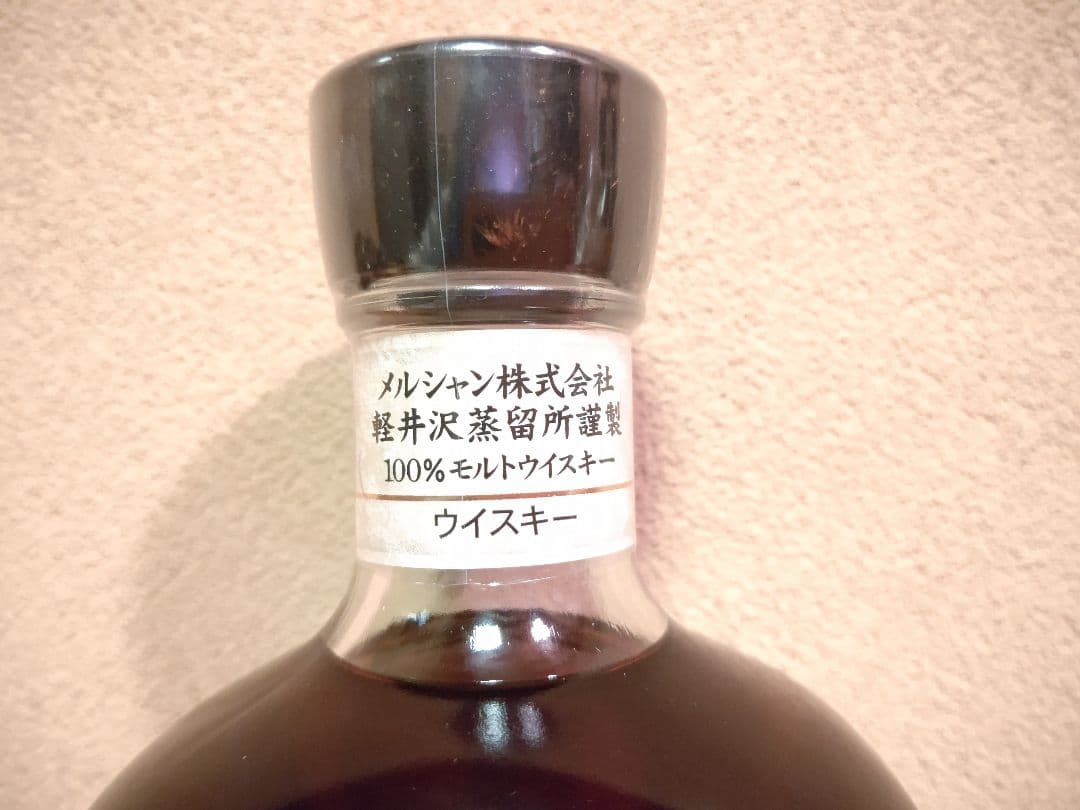 メルシャン株式会社
軽井沢蒸留所謹製
100%モルトウイスキー
ウイスキー